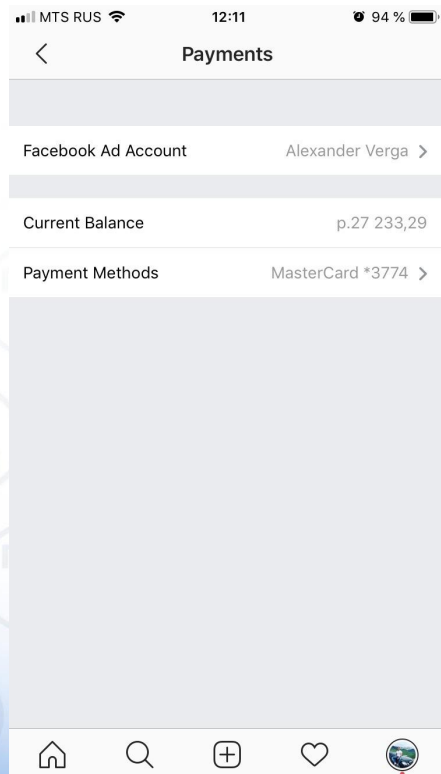 MTS RUS 12:11 94 %
Payments
Facebook Ad Account Alexander Verga
Current Balance р.27 233,29
Payment Methods MasterCard *3774